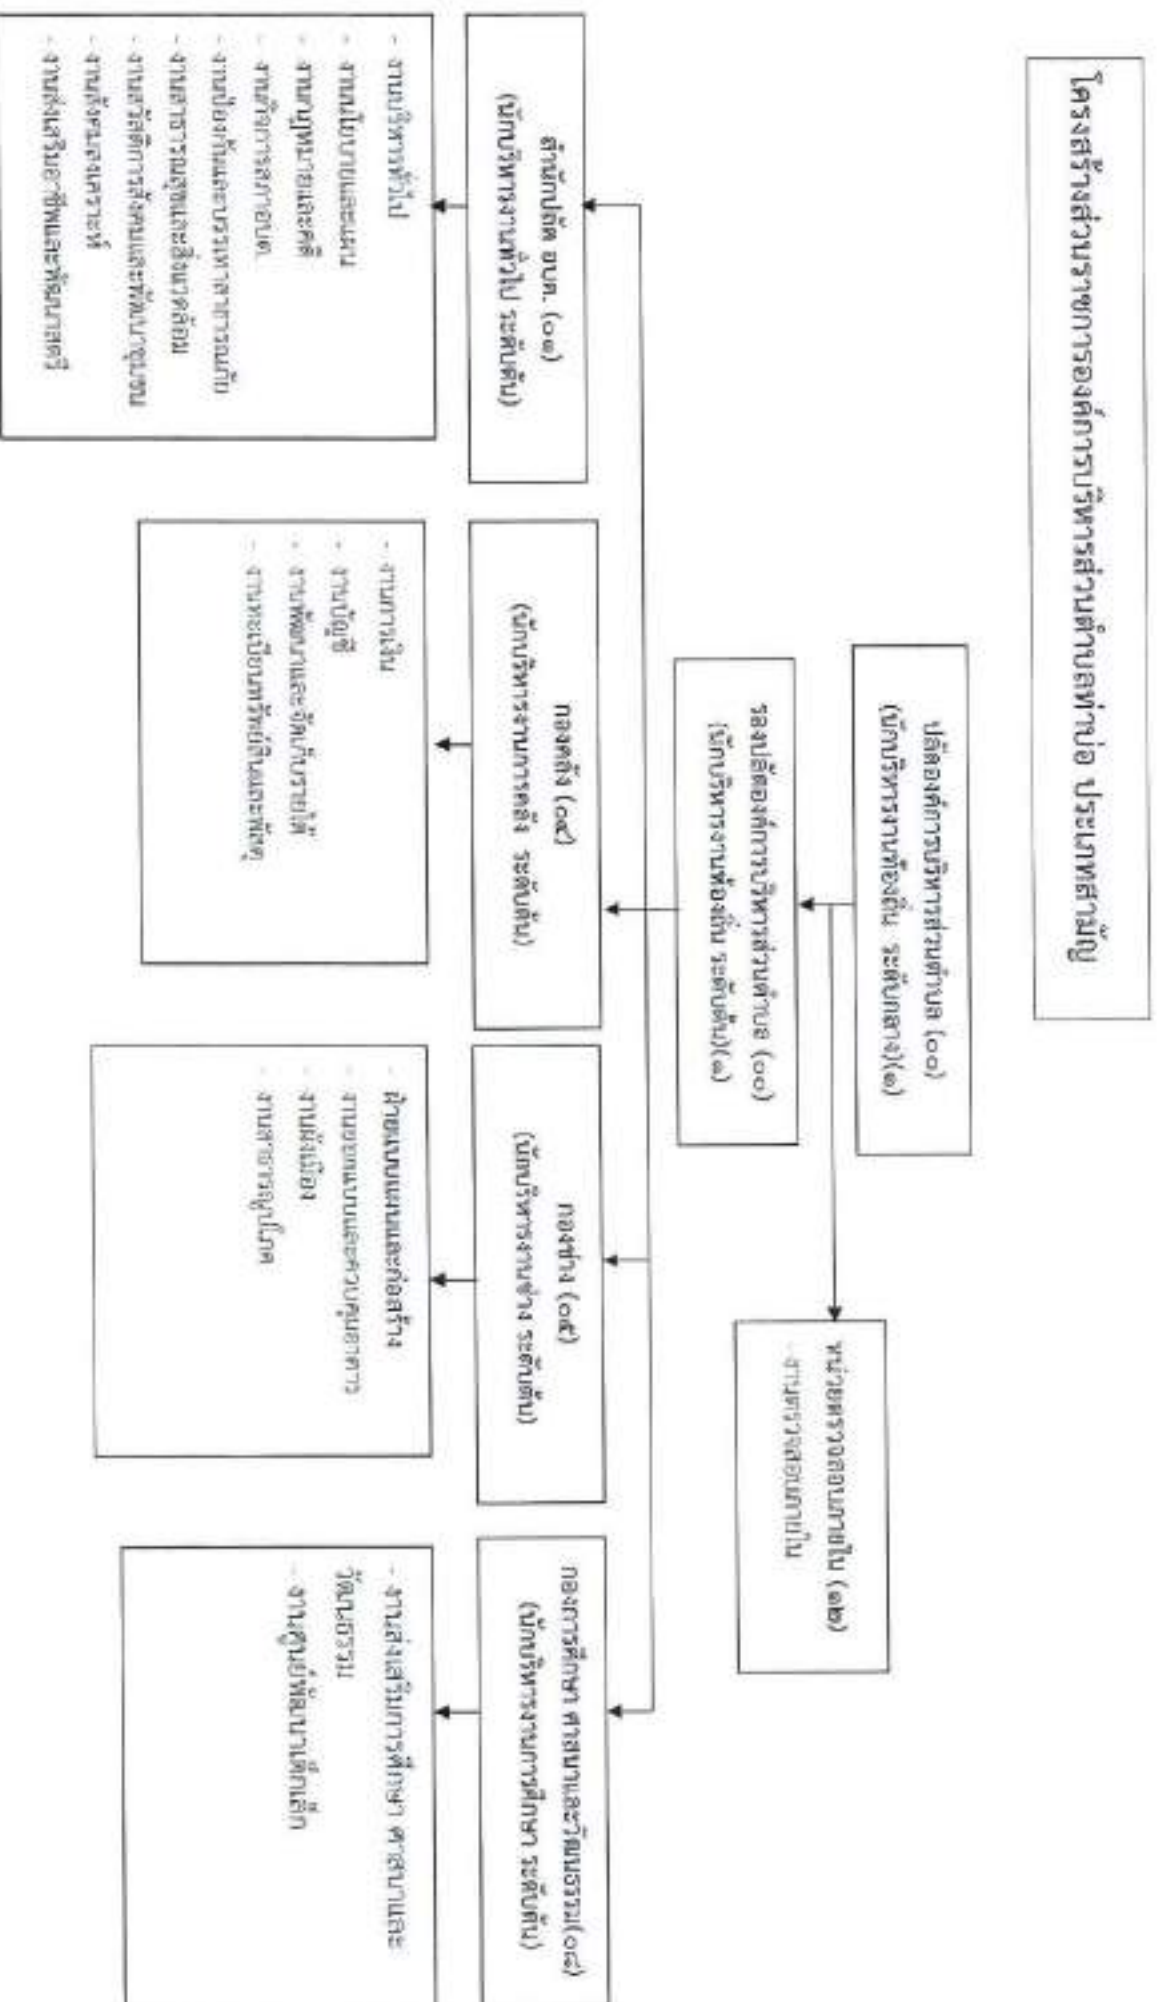 โครงสร้างส่วนราชการองค์การบริหารส่วนตำบลท่าบ่อ ประเภทสามัญ
ปลัดองค์การบริหารส่วนตำบล (๐๐)
(นักบริหารงานท้องถิ่น ระดับกลาง)(๑)
รองปลัดองค์การบริหารส่วนตำบล (๐๐)
(นักบริหารงานท้องถิ่น ระดับต้น)(๑)
หน่วยตรวจสอบภายใน (๑๒)
- งานตรวจสอบภายใน
สำนักปลัด อบต. (๐๑)
(นักบริหารงานทั่วไป ระดับต้น)
- งานบริหารทั่วไป
- งานนโยบายและแผน
- งานกฎหมายและคดี
- งานกิจการสภาอบต.
- งานป้องกันและบรรเทาสาธารณภัย
- งานสาธารณสุขและสิ่งแวดล้อม
- งานสวัสดิการสังคมและพัฒนาชุมชน
- งานสังคมสงเคราะห์
- งานส่งเสริมอาชีพและพัฒนาสตรี
กองคลัง (๐๔)
(นักบริหารงานการคลัง ระดับต้น)
- งานการเงิน
- งานบัญชี
- งานพัฒนาและจัดเก็บรายได้
- งานทะเบียนทรัพย์สินและพัสดุ
กองช่าง (๐๕)
(นักบริหารงานช่าง ระดับต้น)
- ฝ่ายแบบแผนและก่อสร้าง
- งานออกแบบและควบคุมอาคาร
- งานผังเมือง
- งานสาธารณูปโภค
กองการศึกษา ศาสนาและวัฒนธรรม(๐๘)
(นักบริหารงานการศึกษา ระดับต้น)
- งานส่งเสริมการศึกษา ศาสนาและ
วัฒนธรรม
- งานศูนย์พัฒนาเด็กเล็ก